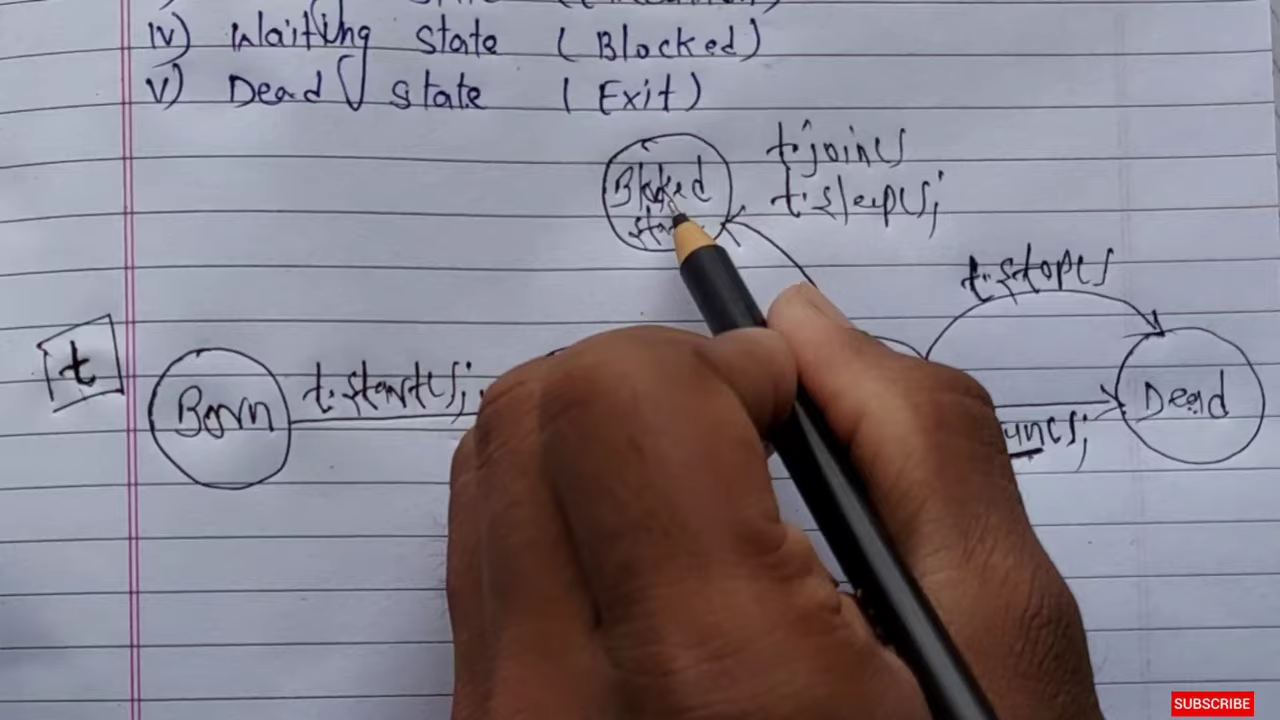 iv) Waiting state (Blocked)
v) Dead state (Exit)
t.join()
Blocked
t.sleep();
t.stop()
t
t.start();
Born
Dead
SUBSCRIBE